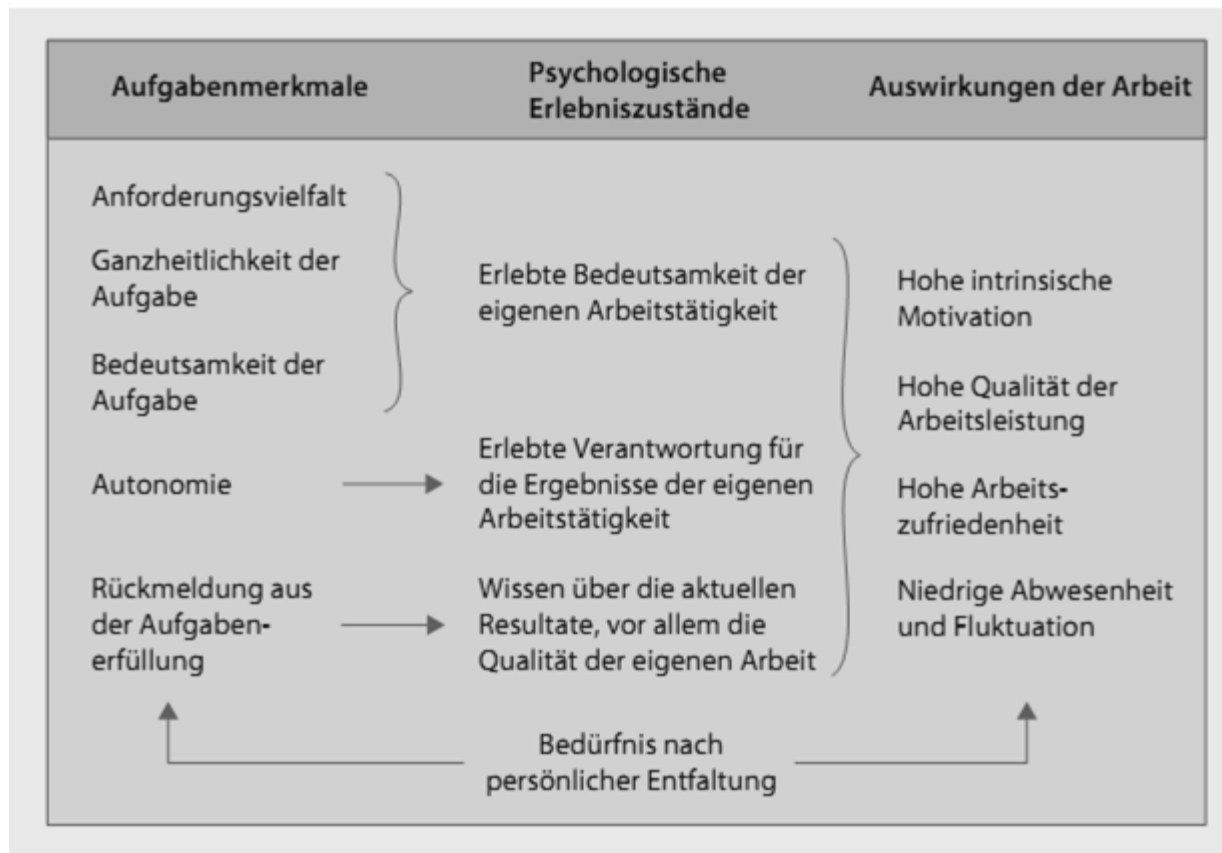 Aufgabenmerkmale
Psychologische
Erlebniszustände
Auswirkungen der Arbeit
Anforderungsvielfalt
Ganzheitlichkeit der
Aufgabe
Bedeutsamkeit der
Aufgabe
Erlebte Bedeutsamkeit der
eigenen Arbeitstätigkeit
Autonomie
Erlebte Verantwortung für
die Ergebnisse der eigenen
Arbeitstätigkeit
Rückmeldung aus
der Aufgaben-
erfüllung
Wissen über die aktuellen
Resultate, vor allem die
Qualität der eigenen Arbeit
Hohe intrinsische
Motivation
Hohe Qualität der
Arbeitsleistung
Hohe Arbeits-
zufriedenheit
Niedrige Abwesenheit
und Fluktuation
Bedürfnis nach
persönlicher Entfaltung